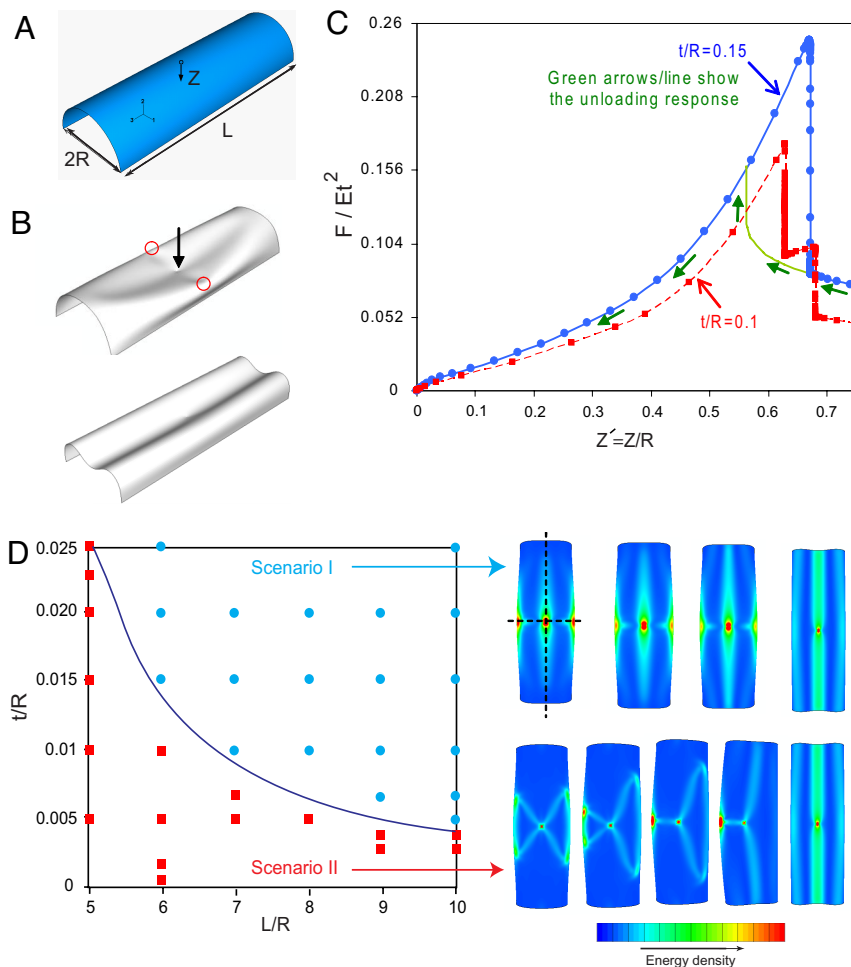 A
Z
L
2R
2
3
1
B
C
0.26
0.208
0.156
0.104
0.052
0
F / Et²
t/R=0.15
Green arrows/line show
the unloading response
t/R=0.1
0 0.1 0.2 0.3 0.4 0.5 0.6 0.7
Z´=Z/R
D
0.025
0.020
0.015
0.01
0.005
0
t/R
Scenario I
Scenario II
5 6 7 8 9 10
L/R
Energy density